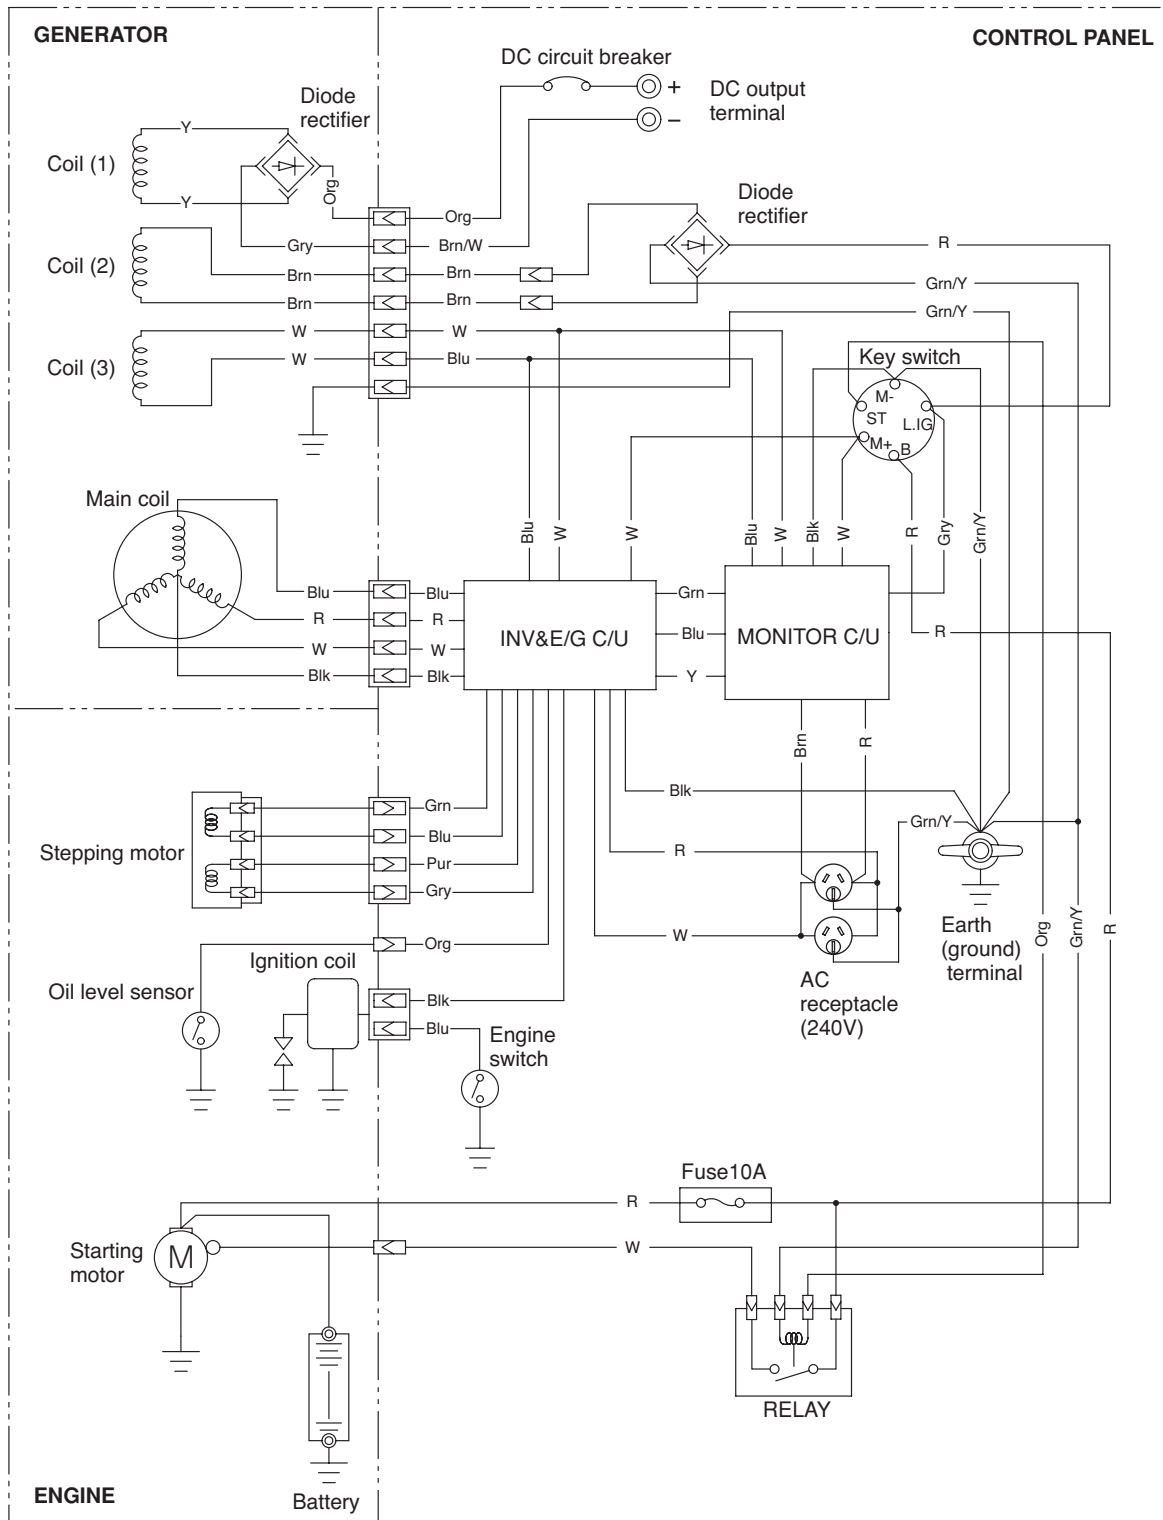 GENERATOR
CONTROL PANEL
DC circuit breaker
+
DC output
terminal
−
Diode
rectifier
Y
Coil (1)
Y
Org
Org
Diode
rectifier
Gry
Brn/W
R
Coil (2)
Brn
Brn
Brn
Brn
Grn/Y
Grn/Y
W
W
Coil (3)
W
Blu
Key switch
M-
ST
L.IG
M+
B
Main coil
Blu
W
W
Blu
W
Blk
W
R
Gry
Grn/Y
Blu
Blu
R
R
W
W
Blk
Blk
INV&E/G C/U
Grn
Blu
Y
MONITOR C/U
R
Brn
R
Stepping motor
Grn
Blu
Pur
Gry
Blk
Grn/Y
R
W
Org
Oil level sensor
Ignition coil
Blk
Blu
Engine
switch
AC
receptacle
(240V)
Earth
(ground)
terminal
Org
Grn/Y
R
Fuse10A
R
W
Starting
motor
M
RELAY
Battery
ENGINE